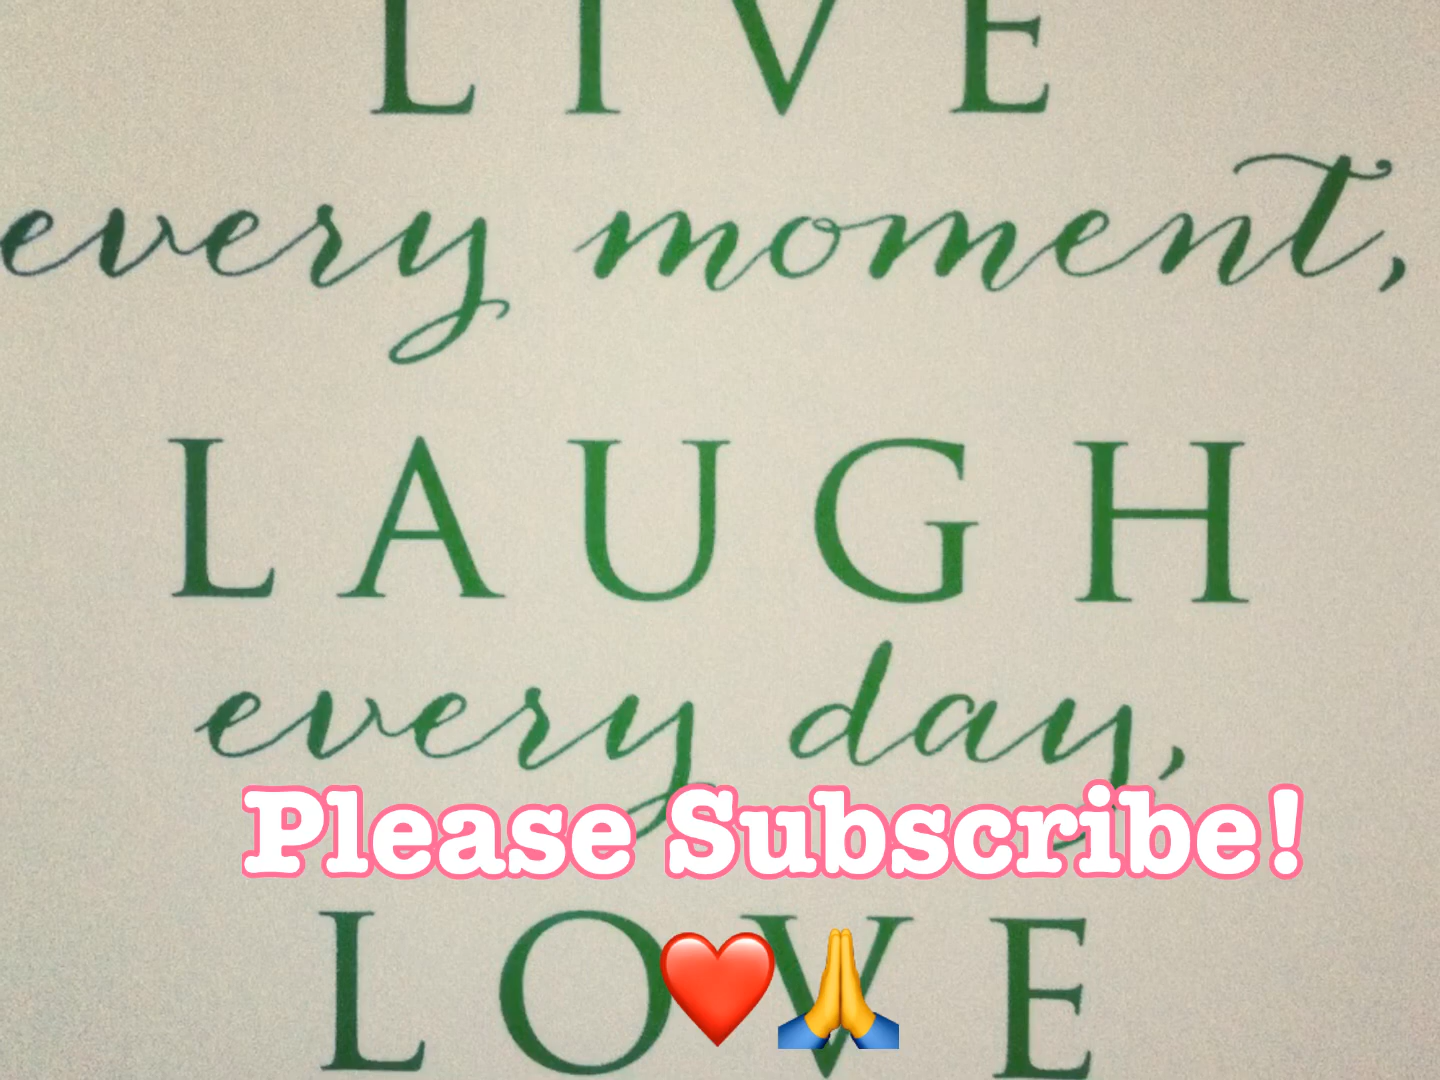 LIVE
every moment,
LAUGH
every day,
Please Subscribe!
LOVE
❤️🙏